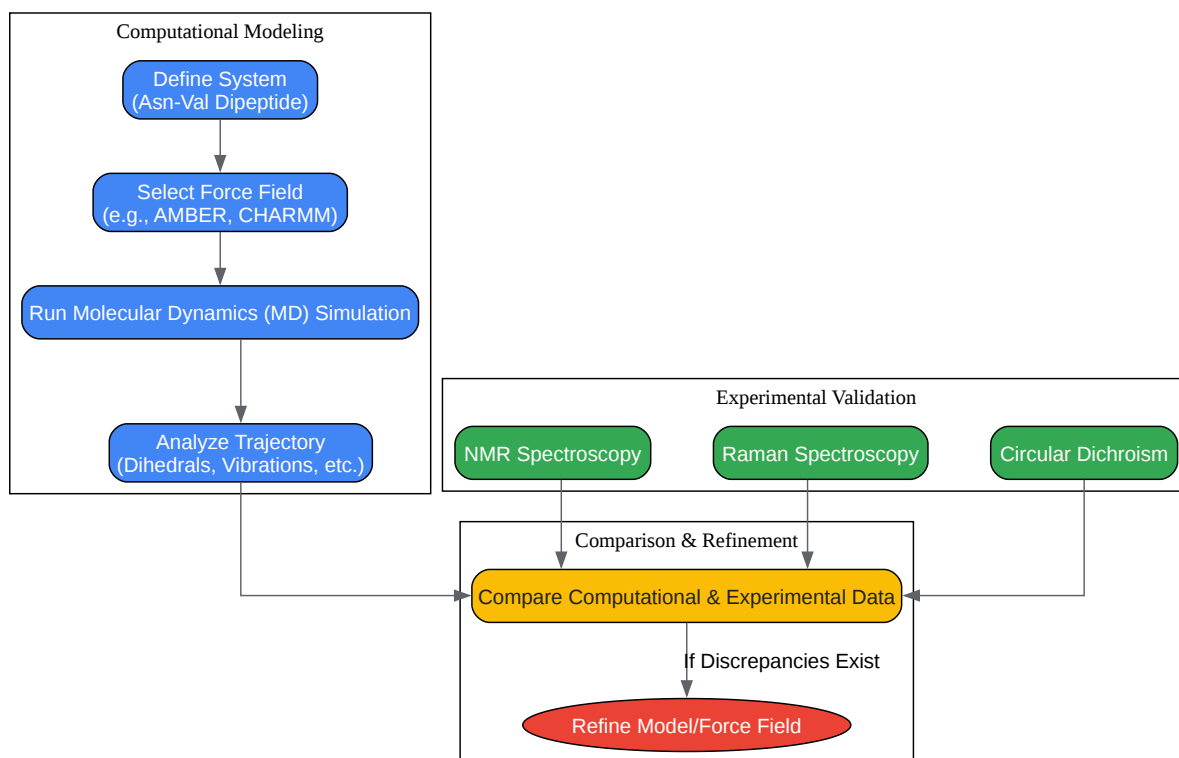 Computational Modeling
Define System
(Asn-Val Dipeptide)
Select Force Field
(e.g., AMBER, CHARMM)
Run Molecular Dynamics (MD) Simulation
Analyze Trajectory
(Dihedrals, Vibrations, etc.)
Experimental Validation
NMR Spectroscopy
Raman Spectroscopy
Circular Dichroism
Comparison & Refinement
Compare Computational & Experimental Data
If Discrepancies Exist
Refine Model/Force Field